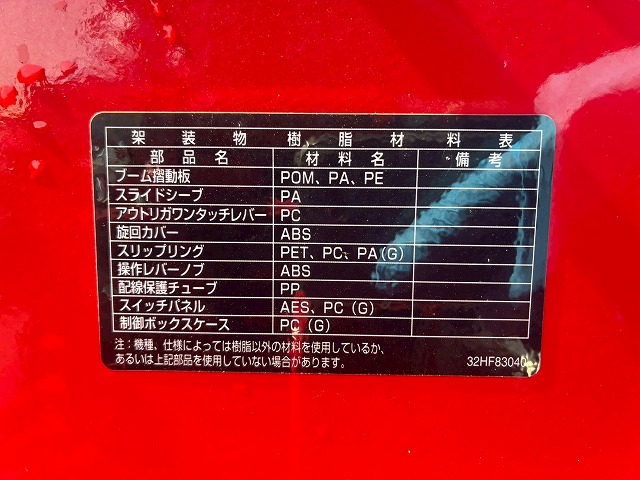 架装物樹脂材料表
部品名 材料名 備考
ブーム摺動板 POM、PA、PE
スライドシーブ PA
アウトリガワンタッチレバー PC
旋回カバー ABS
スリップリング PET、PC、PA(G)
操作レバーノブ ABS
配線保護チューブ PP
スイッチパネル AES、PC(G)
制御ボックスケース PC(G)
注：機種、仕様によっては樹脂以外の材料を使用しているか、
あるいは上記部品を使用していない場合があります。 32HF83040